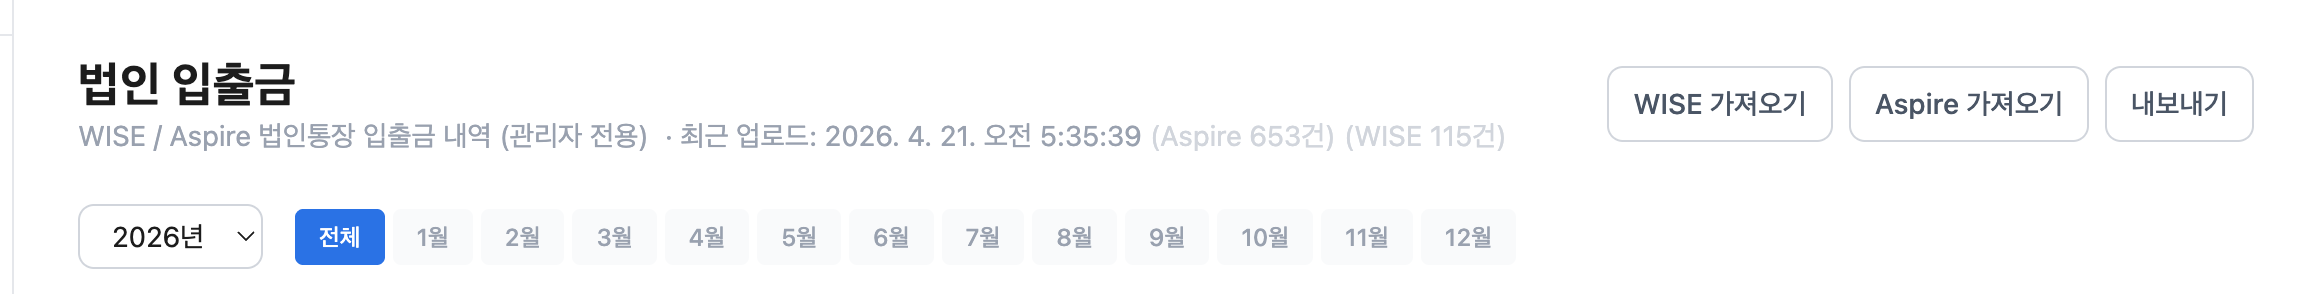 법인 입출금
WISE / Aspire 법인통장 입출금 내역 (관리자 전용) · 최근 업로드: 2026. 4. 21. 오전 5:35:39 (Aspire 653건) (WISE 115건)
WISE 가져오기 Aspire 가져오기 내보내기
2026년 전체 1월 2월 3월 4월 5월 6월 7월 8월 9월 10월 11월 12월